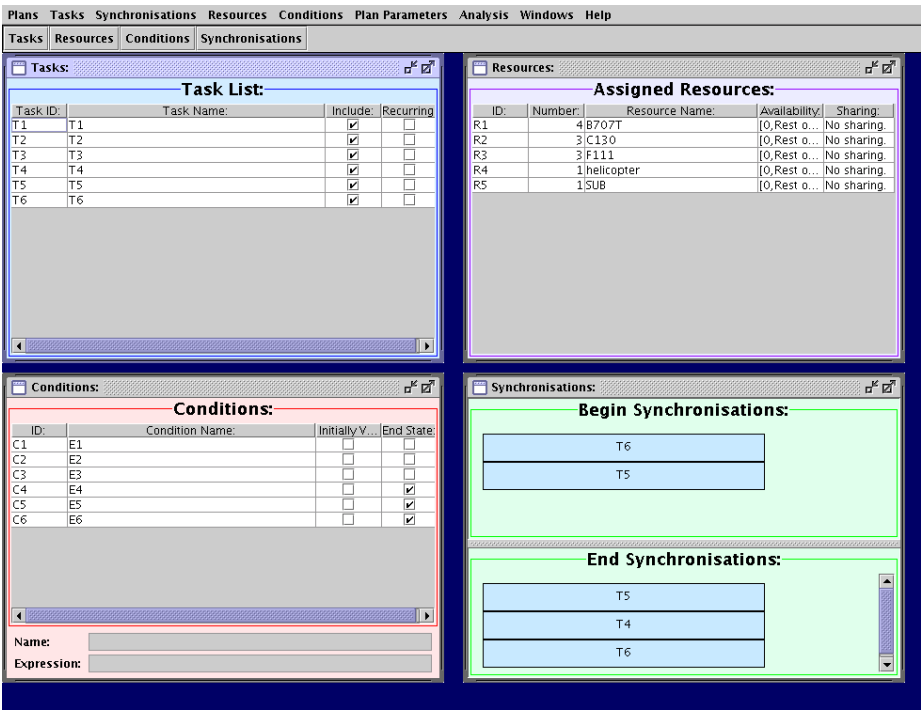 Plans Tasks Synchronisations Resources Conditions Plan Parameters Analysis Windows Help
Tasks Resources Conditions Synchronisations
Tasks:
Task List:
Task ID: Task Name: Include: Recurring
T1 T1
T2 T2
T3 T3
T4 T4
T5 T5
T6 T6
Resources:
Assigned Resources:
ID: Number: Resource Name: Availability: Sharing:
R1 4 B707T [0,Rest o... No sharing.
R2 3 C130 [0,Rest o... No sharing.
R3 3 F111 [0,Rest o... No sharing.
R4 1 helicopter [0,Rest o... No sharing.
R5 1 SUB [0,Rest o... No sharing.
Conditions:
Conditions:
ID: Condition Name: Initially V... End State:
C1 E1
C2 E2
C3 E3
C4 E4
C5 E5
C6 E6
Name:
Expression:
Synchronisations:
Begin Synchronisations:
T6
T5
End Synchronisations:
T5
T4
T6